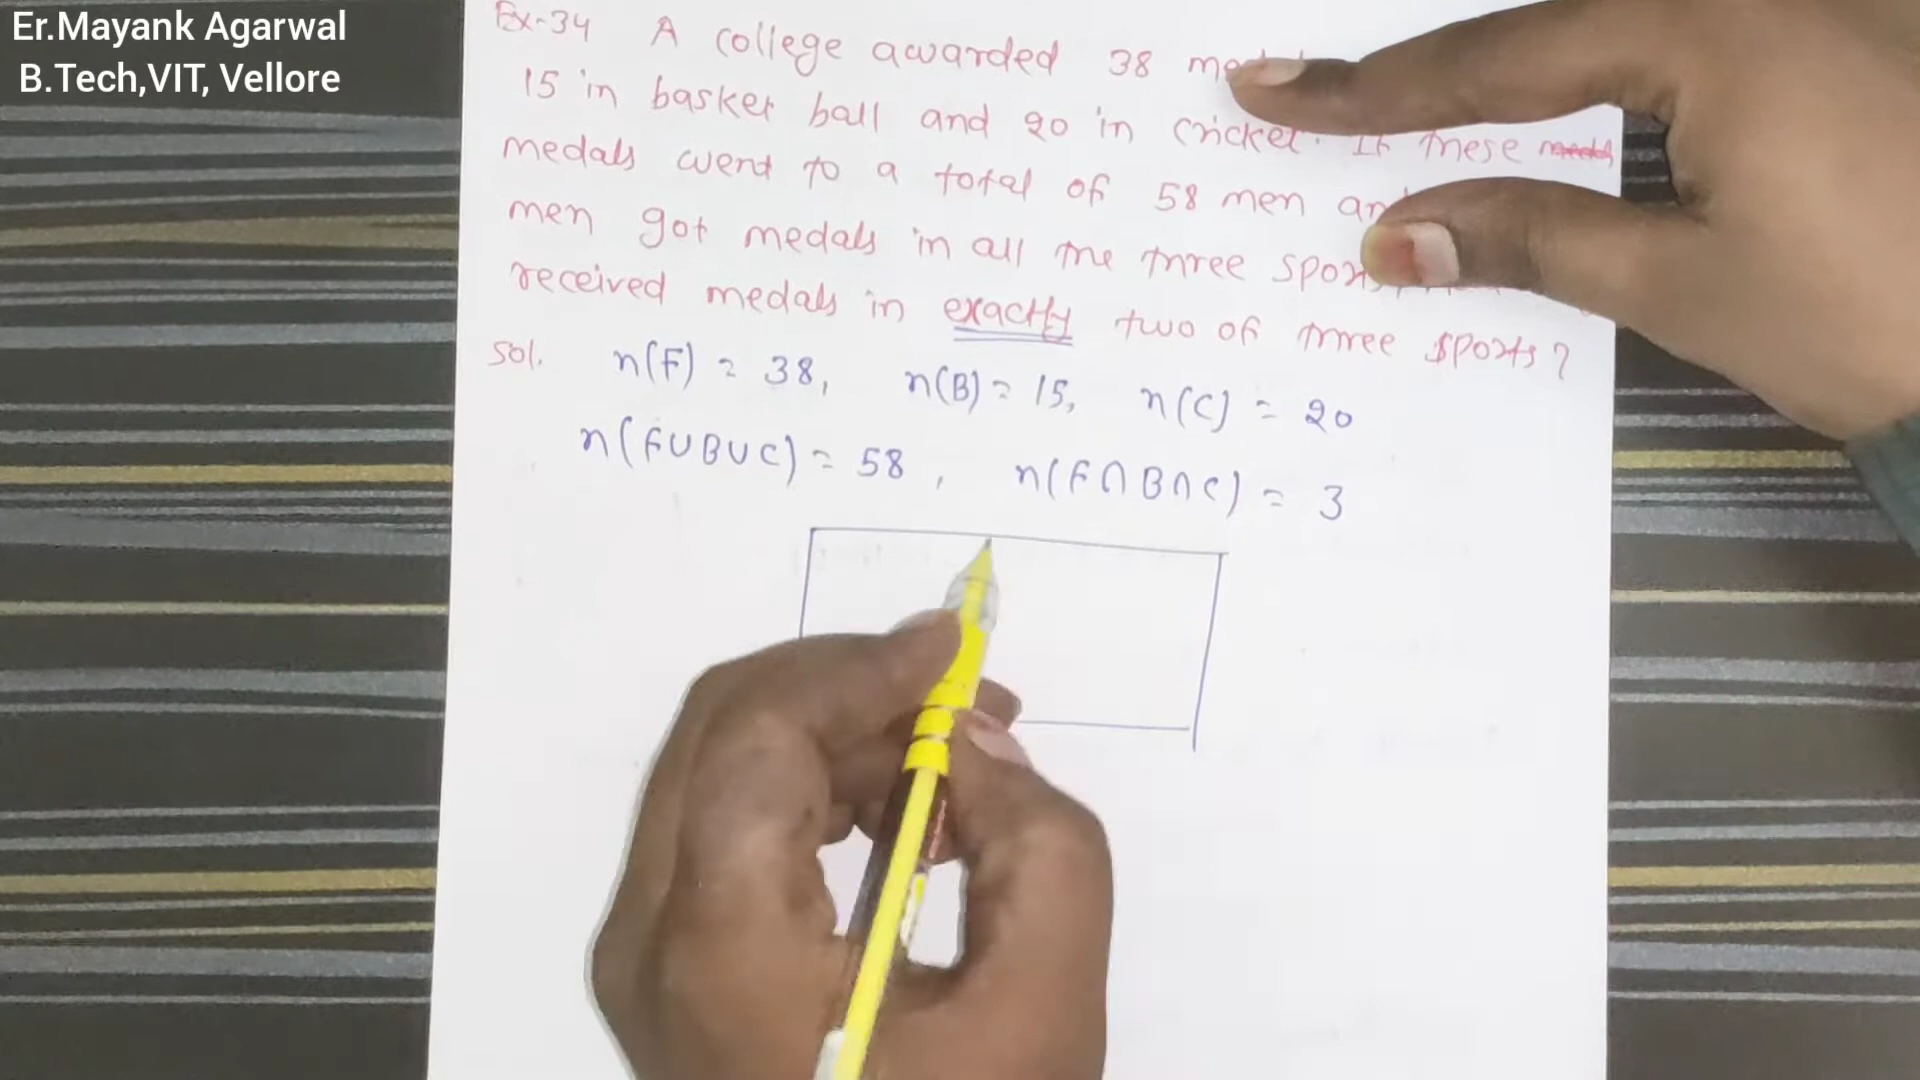 Er.Mayank Agarwal
B.Tech,VIT, Vellore
Ex-34 A college awarded 38
15 in basket ball and 20 in cricket. If these
medals went to a total of 58 men
men got medals in all the three
received medals in exactly two of three sports?
Sol. n(F) = 38, n(B) = 15, n(C) = 20
n(F∪B∪C) = 58, n(F∩B∩C) = 3